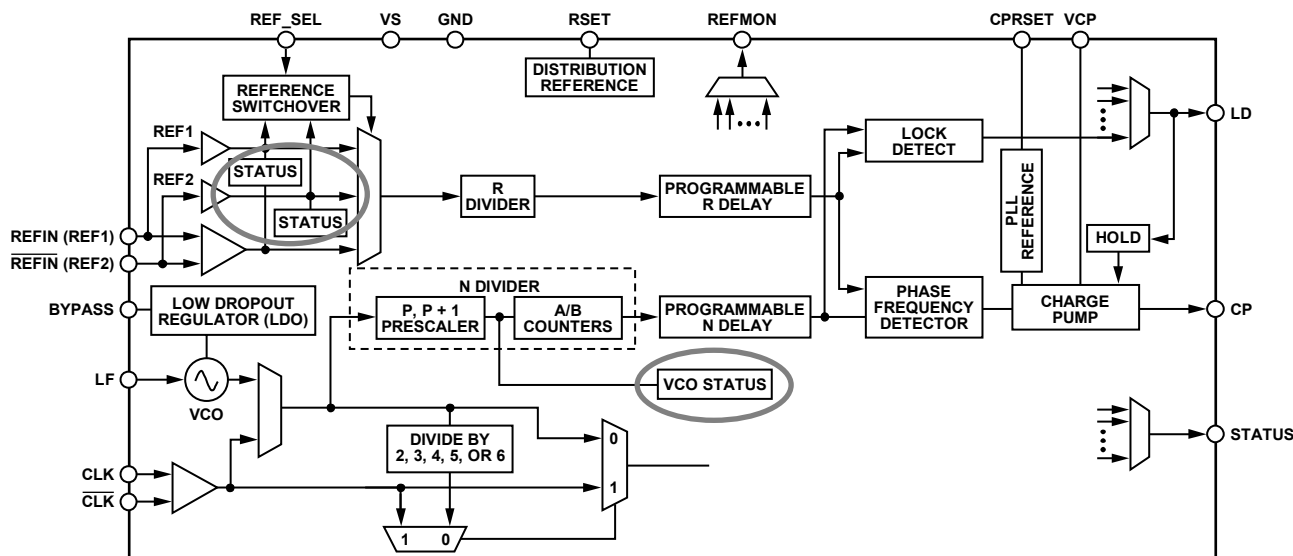 REF_SEL
VS
GND
RSET
REFMON
CPRSET
VCP
DISTRIBUTION
REFERENCE
REFERENCE
SWITCHOVER
REF1
STATUS
REF2
STATUS
R
DIVIDER
PROGRAMMABLE
R DELAY
LOCK
DETECT
LD
PLL
REFERENCE
HOLD
REFIN (REF1)
REFIN (REF2)
BYPASS
LOW DROPOUT
REGULATOR (LDO)
N DIVIDER
P, P + 1
PRESCALER
A/B
COUNTERS
PROGRAMMABLE
N DELAY
PHASE
FREQUENCY
DETECTOR
CHARGE
PUMP
CP
LF
VCO
VCO STATUS
DIVIDE BY
2, 3, 4, 5, OR 6
0
1
STATUS
CLK
CLK
1 0